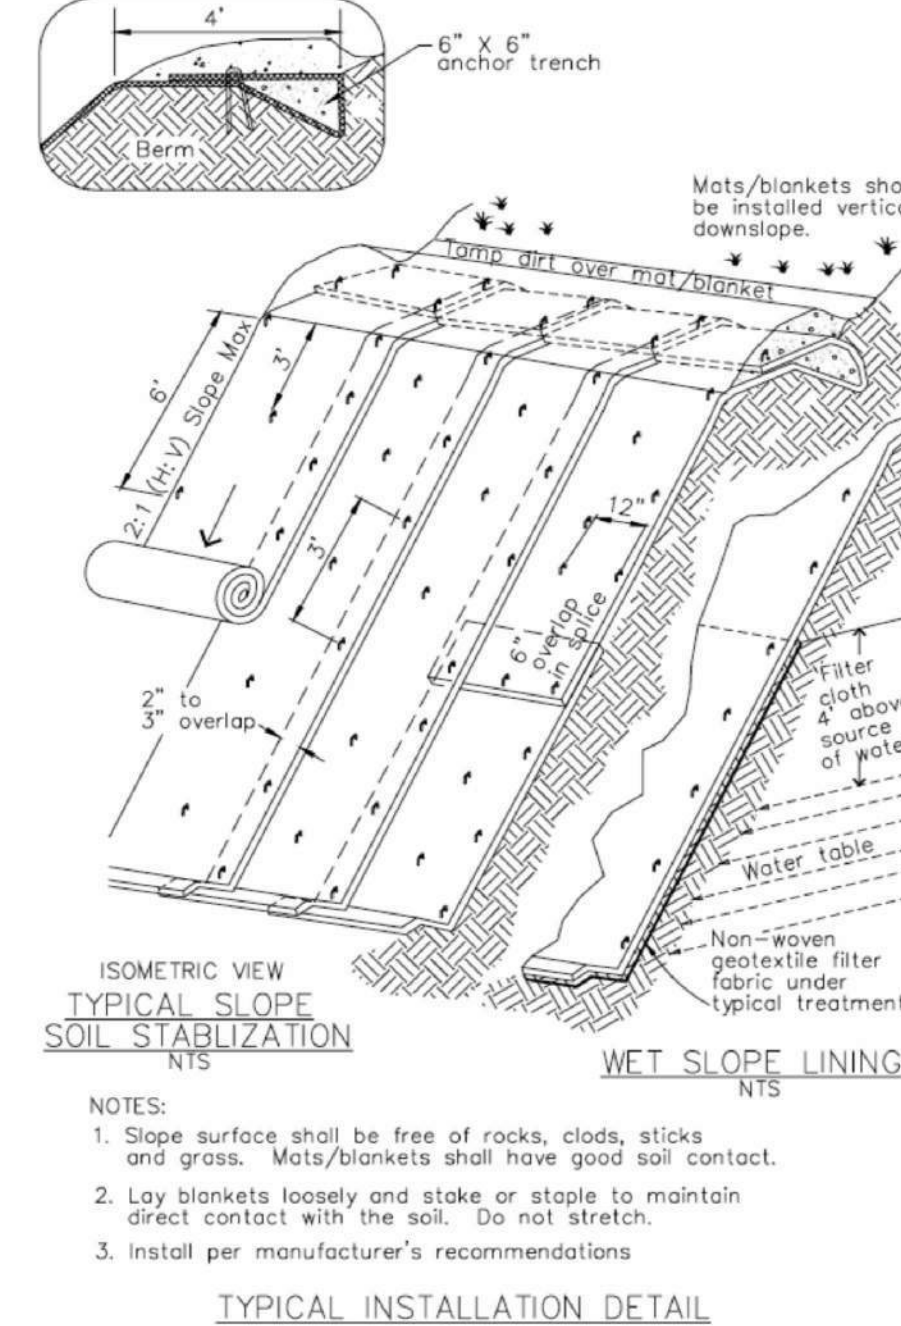 4'
6" X 6"
anchor trench
Berm
Mats/blankets sho
be installed vertica
downslope.
Tamp dirt over mat/blanket
6'
2:1 (H:V) Slope Max
3'
3'
12"
6"
overlap
in splice
2" to
3" overlap
Filter
cloth
4' above
source
of wate
Water table
Non-woven
geotextile filter
fabric under
typical treatment
ISOMETRIC VIEW
TYPICAL SLOPE
SOIL STABLIZATION
NTS
WET SLOPE LINING
NTS
NOTES:
1. Slope surface shall be free of rocks, clods, sticks
and grass. Mats/blankets shall have good soil contact.
2. Lay blankets loosely and stake or staple to maintain
direct contact with the soil. Do not stretch.
3. Install per manufacturer's recommendations
TYPICAL INSTALLATION DETAIL